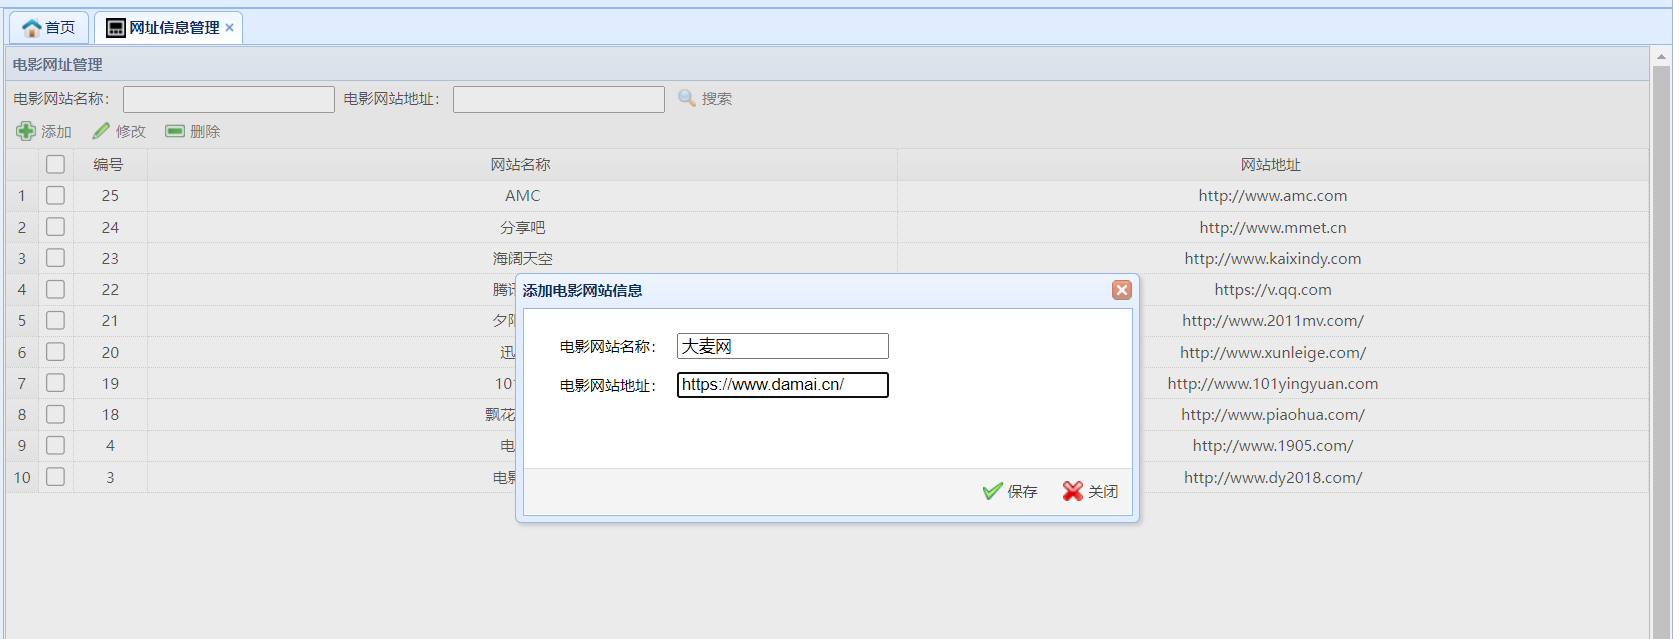 首页 网址信息管理
电影网址管理
电影网站名称： 电影网站地址： 搜索
添加 修改 删除
编号 网站名称 网站地址
1 25 AMC http://www.amc.com
2 24 分享吧 http://www.mmet.cn
3 23 海阔天空 http://www.kaixindy.com
4 22 腾 https://v.qq.com
5 21 夕 http://www.2011mv.com/
6 20 迅 http://www.xunleige.com/
7 19 10 http://www.101yingyuan.com
8 18 飘花 http://www.piaohua.com/
9 4 电 http://www.1905.com/
10 3 电影 http://www.dy2018.com/
添加电影网站信息
电影网站名称： 大麦网
电影网站地址： https://www.damai.cn/
保存 关闭